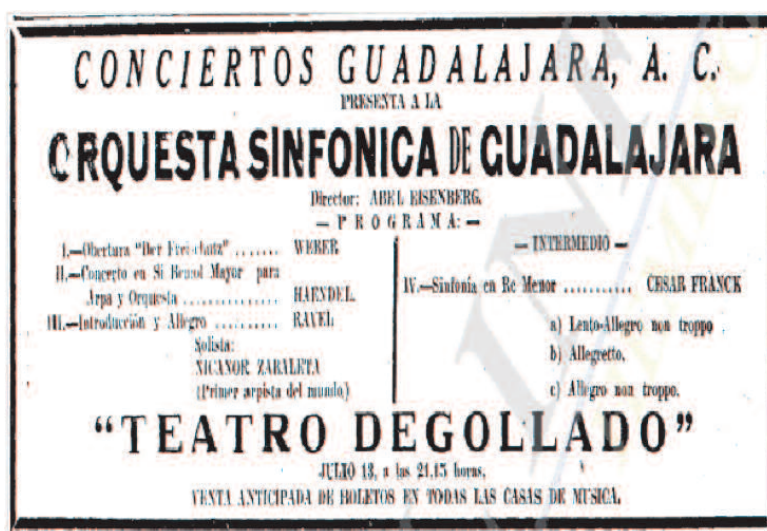 CONCIERTOS GUADALAJARA, A. C.
PRESENTA A LA
ORQUESTA SINFONICA DE GUADALAJARA
Director: ABEL EISENBERG.
— PROGRAMA: —
I.—Obertura "Der Freischutz" ....... WEBER
II.—Concerto en Si Bemol Mayor para
Arpa y Orquesta .............. HAENDEL.
III.—Introducción y Allegro .......... RAVEL
Solista:
NICANOR ZABALETA
(Primer arpista del mundo)
— INTERMEDIO —
IV.—Sinfonía en Re Menor ........... CESAR FRANCK
a) Lento-Allegro non troppo
b) Allegretto.
c) Allegro non troppo.
"TEATRO DEGOLLADO"
JULIO 13, a las 21.15 horas.
VENTA ANTICIPADA DE BOLETOS EN TODAS LAS CASAS DE MUSICA.